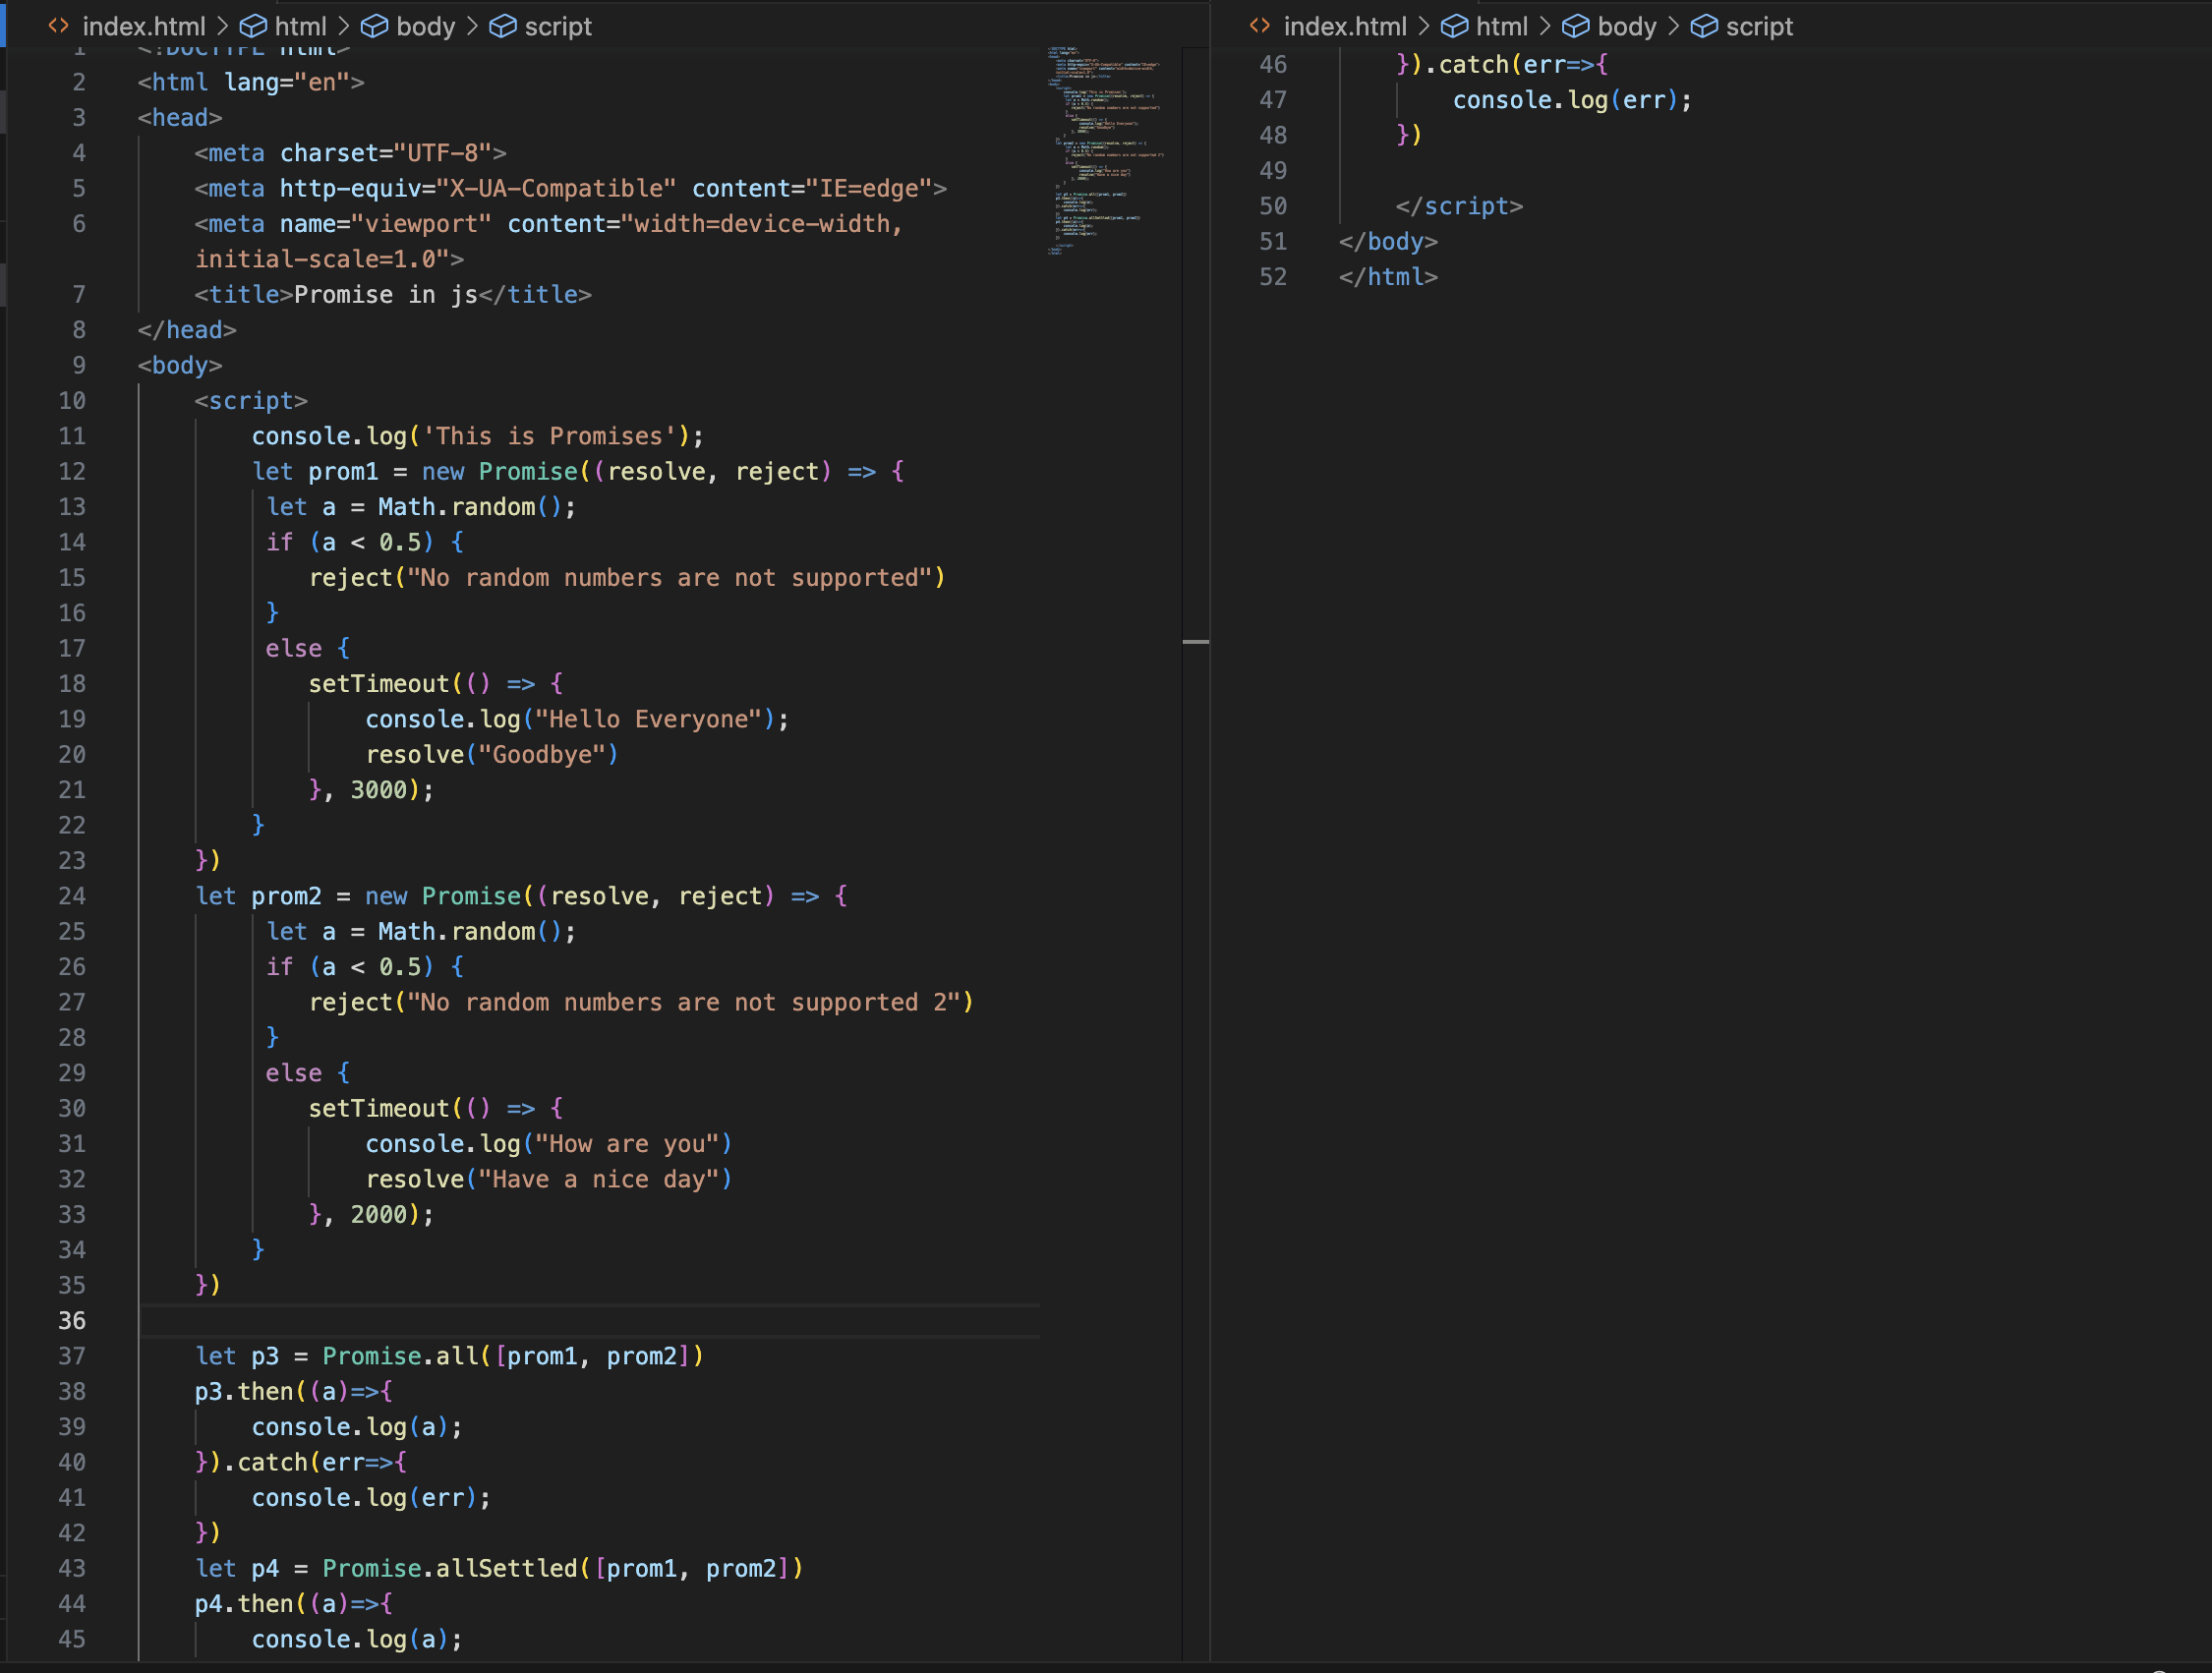 index.html > html > body > script
1 <!DOCTYPE html>
2 <html lang="en">
3 <head>
4 <meta charset="UTF-8">
5 <meta http-equiv="X-UA-Compatible" content="IE=edge">
6 <meta name="viewport" content="width=device-width,
initial-scale=1.0">
7 <title>Promise in js</title>
8 </head>
9 <body>
10 <script>
11 console.log('This is Promises');
12 let prom1 = new Promise((resolve, reject) => {
13 let a = Math.random();
14 if (a < 0.5) {
15 reject("No random numbers are not supported")
16 }
17 else {
18 setTimeout(() => {
19 console.log("Hello Everyone");
20 resolve("Goodbye")
21 }, 3000);
22 }
23 })
24 let prom2 = new Promise((resolve, reject) => {
25 let a = Math.random();
26 if (a < 0.5) {
27 reject("No random numbers are not supported 2")
28 }
29 else {
30 setTimeout(() => {
31 console.log("How are you")
32 resolve("Have a nice day")
33 }, 2000);
34 }
35 })
36
37 let p3 = Promise.all([prom1, prom2])
38 p3.then((a)=>{
39 console.log(a);
40 }).catch(err=>{
41 console.log(err);
42 })
43 let p4 = Promise.allSettled([prom1, prom2])
44 p4.then((a)=>{
45 console.log(a);
index.html > html > body > script
46 }).catch(err=>{
47 console.log(err);
48 })
49
50 </script>
51 </body>
52 </html>